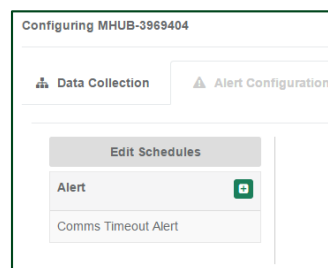 Configuring MHUB-3969404
Data Collection
Alert Configuration
Edit Schedules
Alert
Comms Timeout Alert